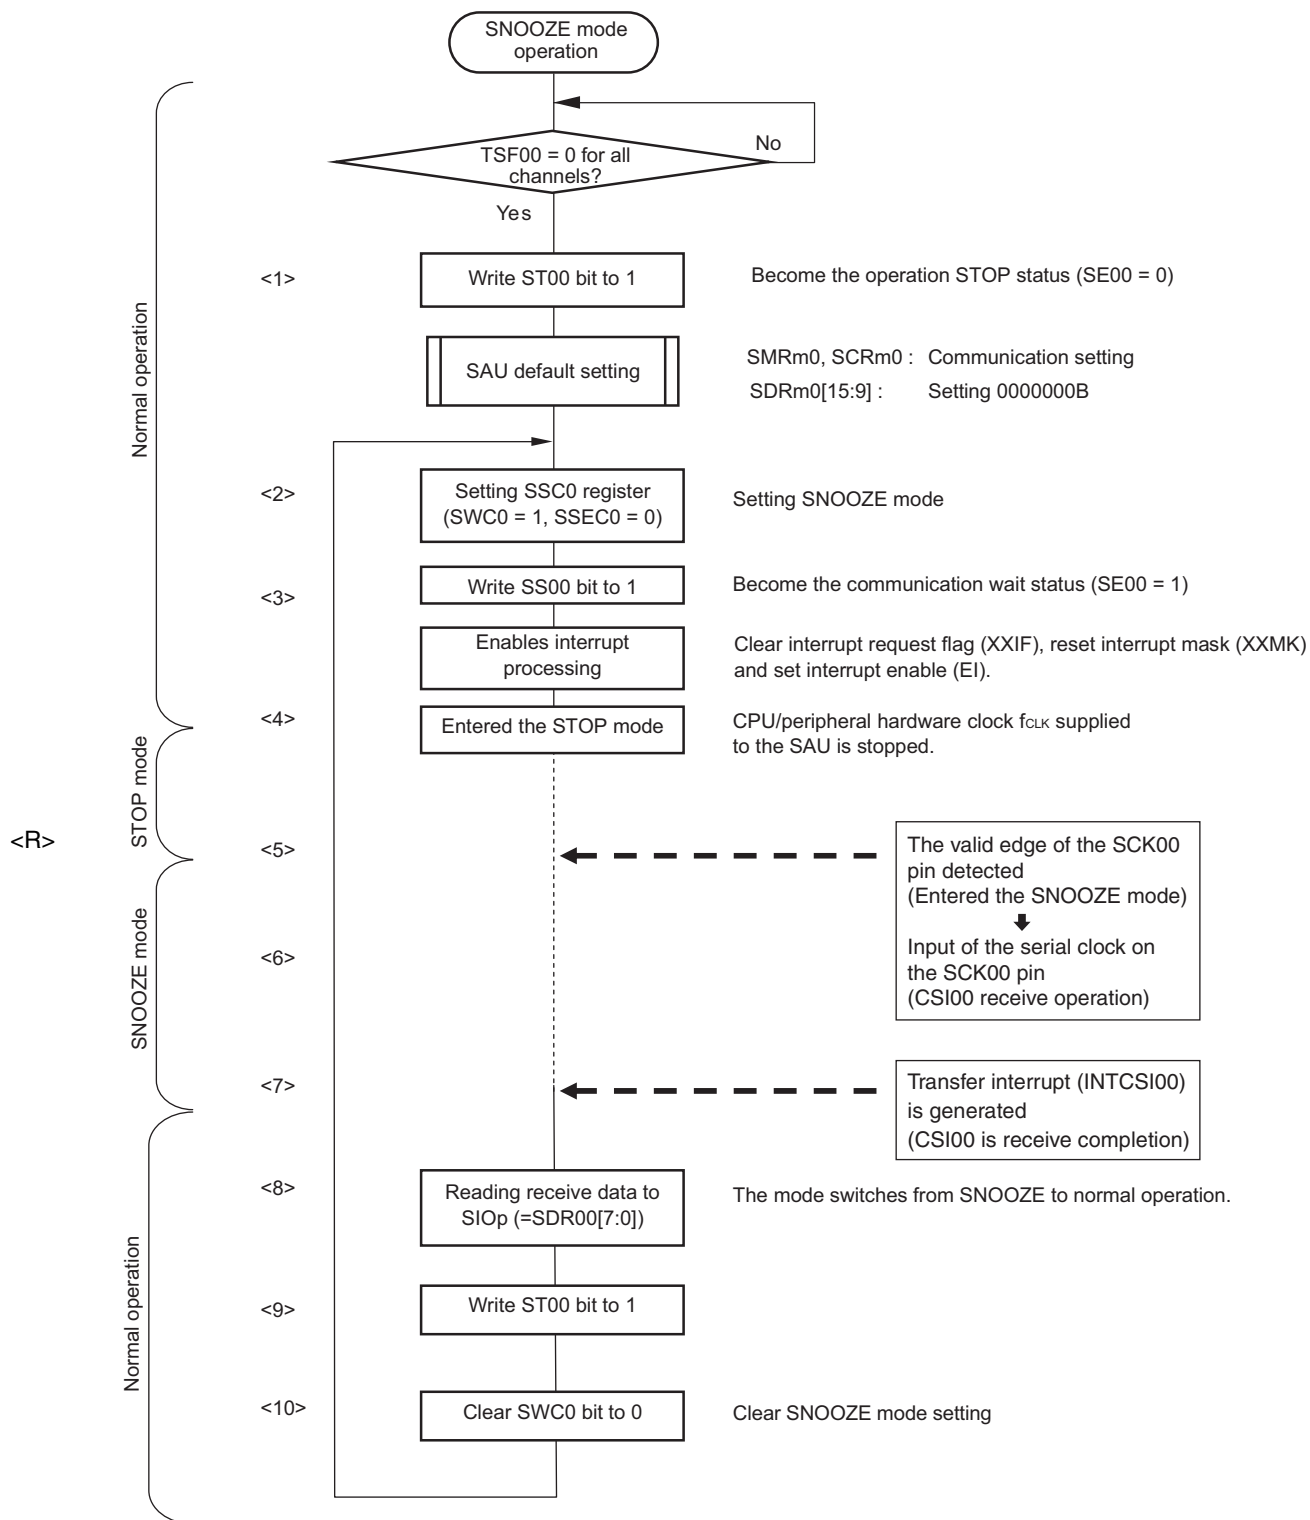 SNOOZE mode
operation
No
TSF00 = 0 for all
channels?
Yes
<1>
Write ST00 bit to 1
Become the operation STOP status (SE00 = 0)
SAU default setting
SMRm0, SCRm0 : Communication setting
SDRm0[15:9] : Setting 0000000B
Normal operation
<2>
Setting SSC0 register
(SWC0 = 1, SSEC0 = 0)
Setting SNOOZE mode
<3>
Write SS00 bit to 1
Become the communication wait status (SE00 = 1)
Enables interrupt
processing
Clear interrupt request flag (XXIF), reset interrupt mask (XXMK)
and set interrupt enable (EI).
<4>
Entered the STOP mode
CPU/peripheral hardware clock fCLK supplied
to the SAU is stopped.
STOP mode
<R>
<5>
The valid edge of the SCK00
pin detected
(Entered the SNOOZE mode)
Input of the serial clock on
the SCK00 pin
(CSI00 receive operation)
SNOOZE mode
<6>
<7>
Transfer interrupt (INTCSI00)
is generated
(CSI00 is receive completion)
<8>
Reading receive data to
SIOp (=SDR00[7:0])
The mode switches from SNOOZE to normal operation.
Normal operation
<9>
Write ST00 bit to 1
<10>
Clear SWC0 bit to 0
Clear SNOOZE mode setting